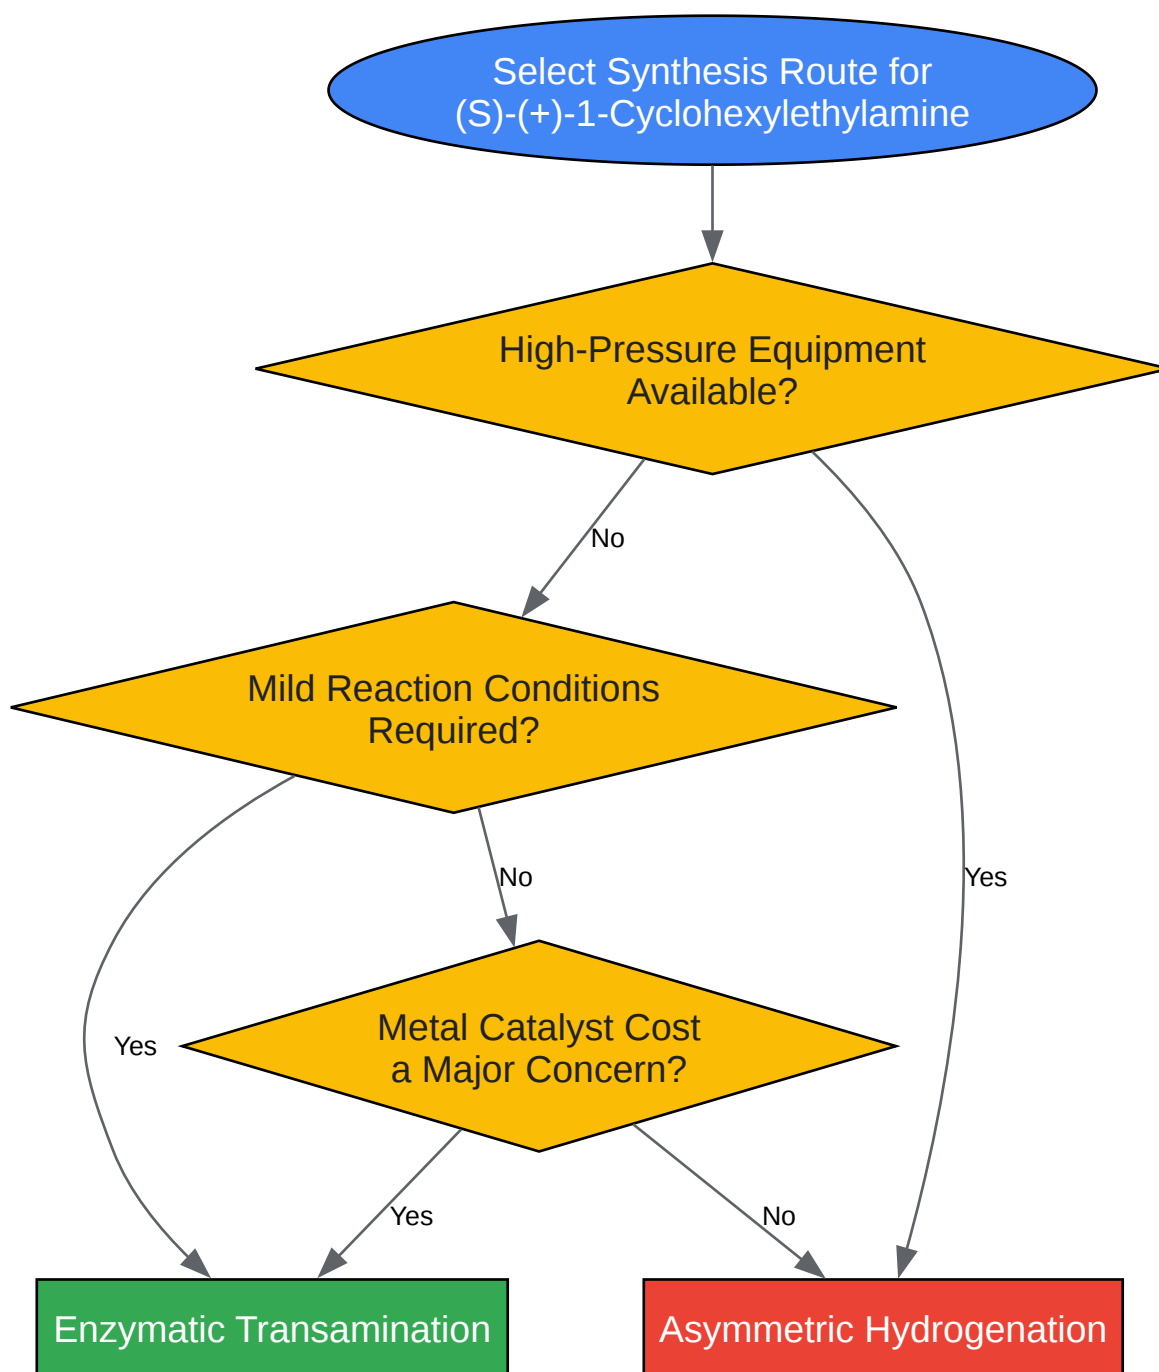 Select Synthesis Route for
(S)-(+)-1-Cyclohexylethylamine
High-Pressure Equipment
Available?
No
Mild Reaction Conditions
Required?
No
Yes
Metal Catalyst Cost
a Major Concern?
Yes
Yes
No
Enzymatic Transamination
Asymmetric Hydrogenation